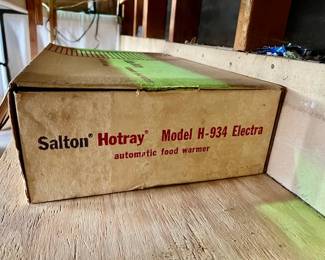 Salton® Hotray® Model H-934 Electra
automatic food warmer